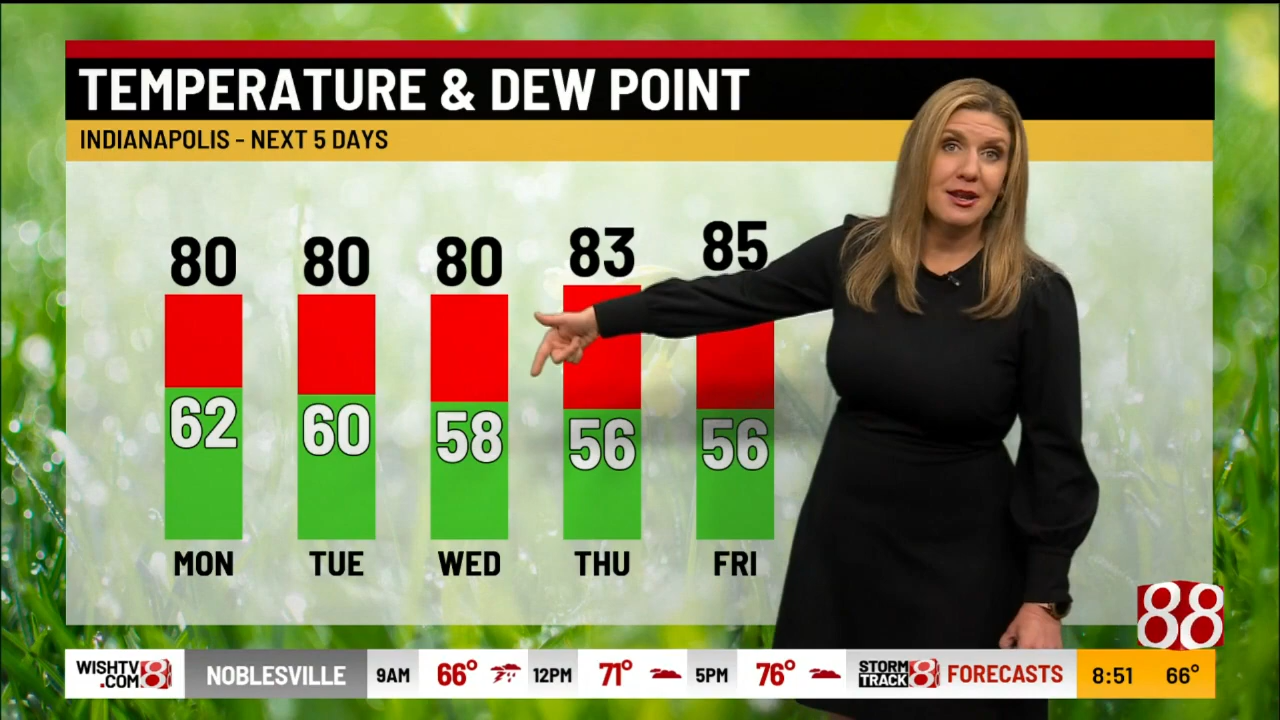 TEMPERATURE & DEW POINT
INDIANAPOLIS - NEXT 5 DAYS
80 80 80 83 85
62 60 58 56 56
MON TUE WED THU FRI
88
WISHTV 8 .COM NOBLESVILLE 9AM 66° 12PM 71° 5PM 76° STORM TRACK 8 FORECASTS 8:51 66°